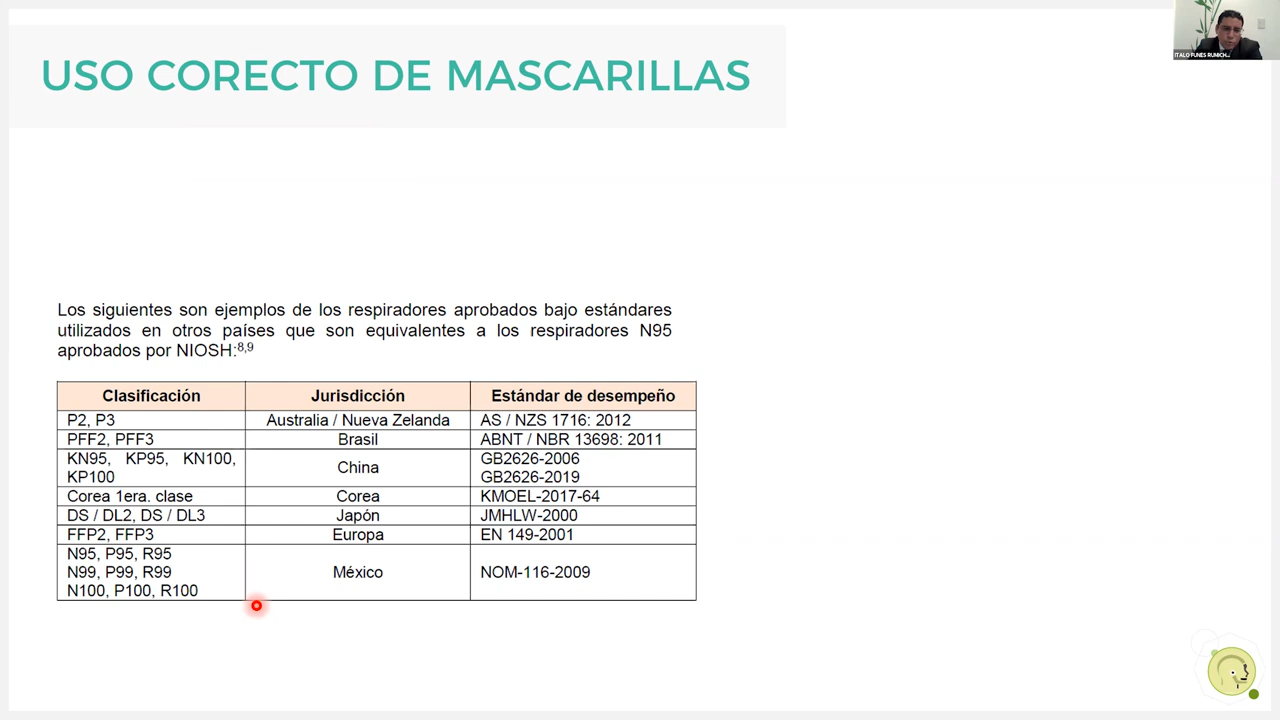 USO CORECTO DE MASCARILLAS
ITALO FUNES RUMICH...
Los siguientes son ejemplos de los respiradores aprobados bajo estándares
utilizados en otros países que son equivalentes a los respiradores N95
aprobados por NIOSH:8,9
Clasificación Jurisdicción Estándar de desempeño
P2, P3 Australia / Nueva Zelanda AS / NZS 1716: 2012
PFF2, PFF3 Brasil ABNT / NBR 13698: 2011
KN95, KP95, KN100,
KP100 China GB2626-2006
GB2626-2019
Corea 1era. clase Corea KMOEL-2017-64
DS / DL2, DS / DL3 Japón JMHLW-2000
FFP2, FFP3 Europa EN 149-2001
N95, P95, R95
N99, P99, R99
N100, P100, R100 México NOM-116-2009